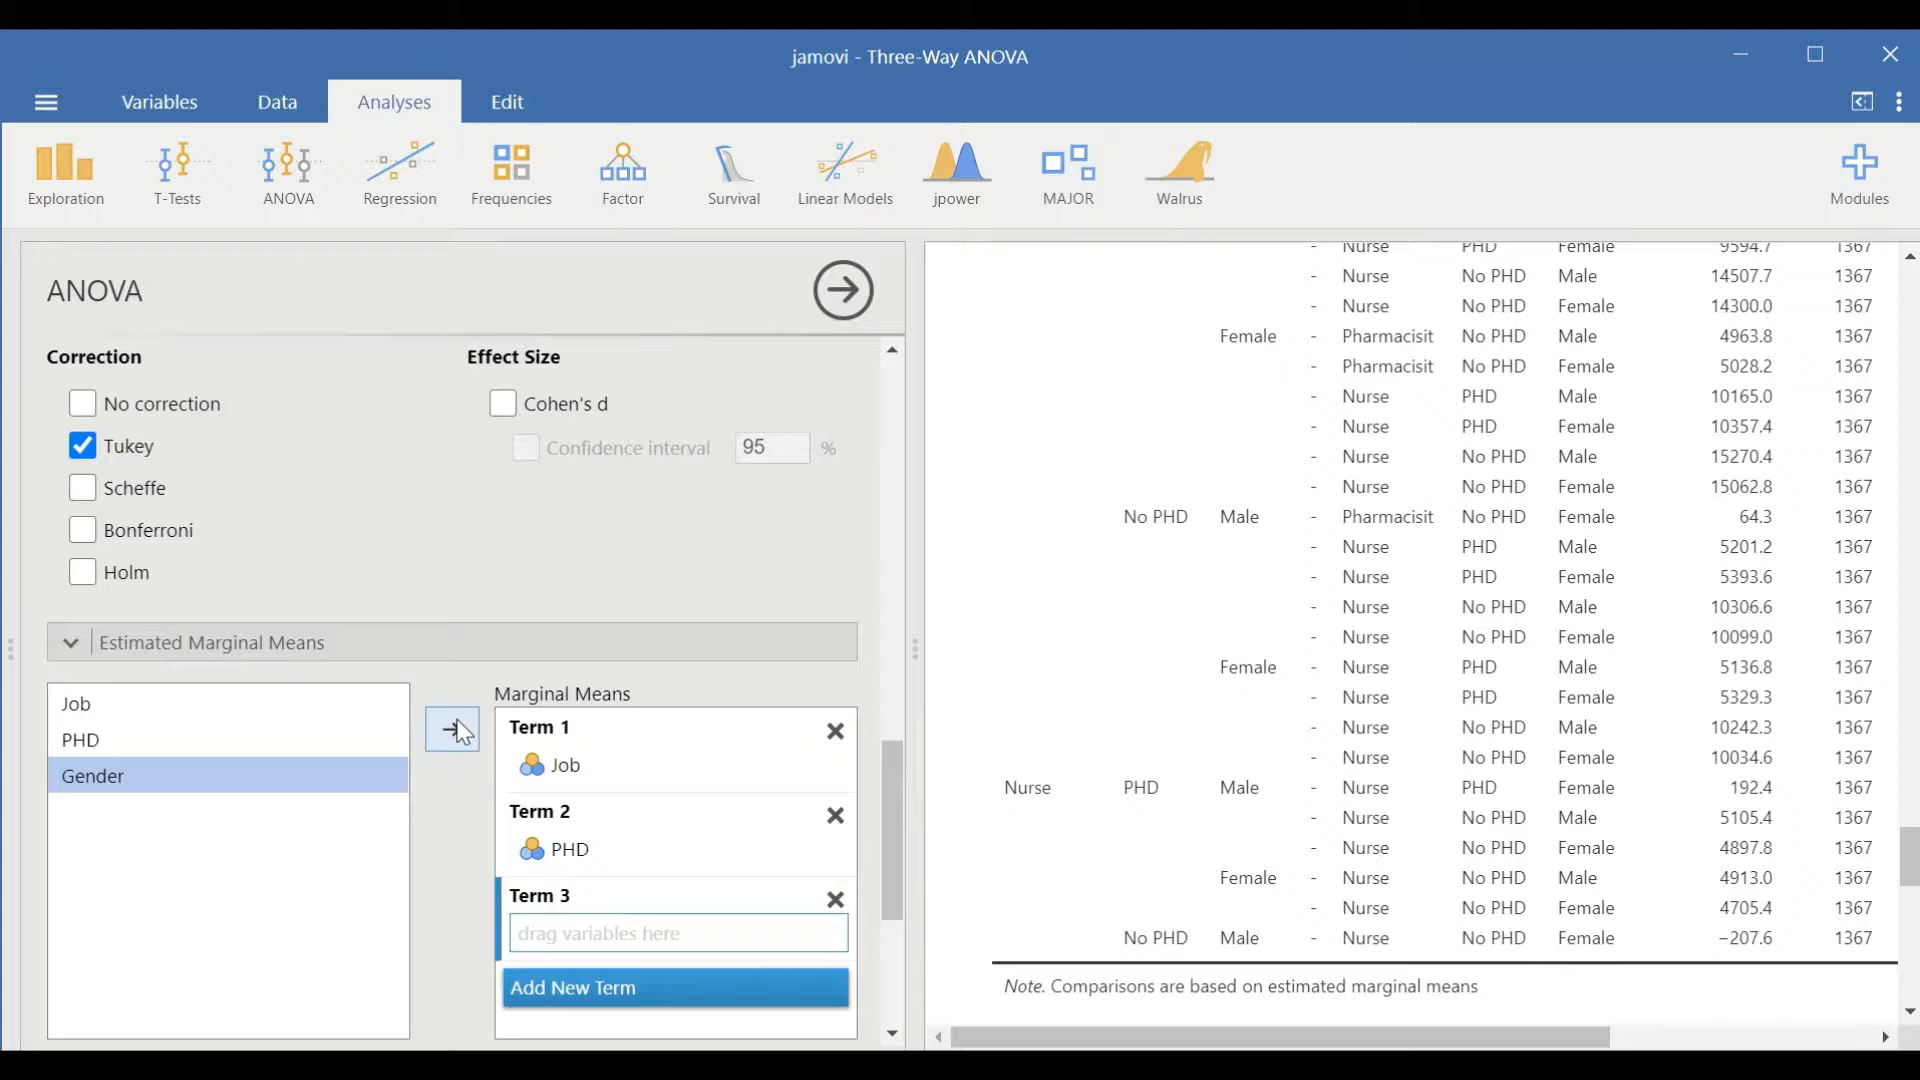 jamovi - Three-Way ANOVA
Variables Data Analyses Edit
Exploration T-Tests ANOVA Regression Frequencies Factor Survival Linear Models jpower MAJOR Walrus Modules
ANOVA
Correction Effect Size
No correction Cohen's d
Tukey Confidence interval 95 %
Scheffe
Bonferroni
Holm
Estimated Marginal Means
Job
PHD
Gender
Marginal Means
Term 1
Job
Term 2
PHD
Term 3
drag variables here
Add New Term
- Nurse PHD Female 9594.7 1367
- Nurse No PHD Male 14507.7 1367
- Nurse No PHD Female 14300.0 1367
Female - Pharmacisit No PHD Male 4963.8 1367
- Pharmacisit No PHD Female 5028.2 1367
- Nurse PHD Male 10165.0 1367
- Nurse PHD Female 10357.4 1367
- Nurse No PHD Male 15270.4 1367
- Nurse No PHD Female 15062.8 1367
No PHD Male - Pharmacisit No PHD Female 64.3 1367
- Nurse PHD Male 5201.2 1367
- Nurse PHD Female 5393.6 1367
- Nurse No PHD Male 10306.6 1367
- Nurse No PHD Female 10099.0 1367
Female - Nurse PHD Male 5136.8 1367
- Nurse PHD Female 5329.3 1367
- Nurse No PHD Male 10242.3 1367
- Nurse No PHD Female 10034.6 1367
Nurse PHD Male - Nurse PHD Female 192.4 1367
- Nurse No PHD Male 5105.4 1367
- Nurse No PHD Female 4897.8 1367
Female - Nurse No PHD Male 4913.0 1367
- Nurse No PHD Female 4705.4 1367
No PHD Male - Nurse No PHD Female −207.6 1367
Note. Comparisons are based on estimated marginal means